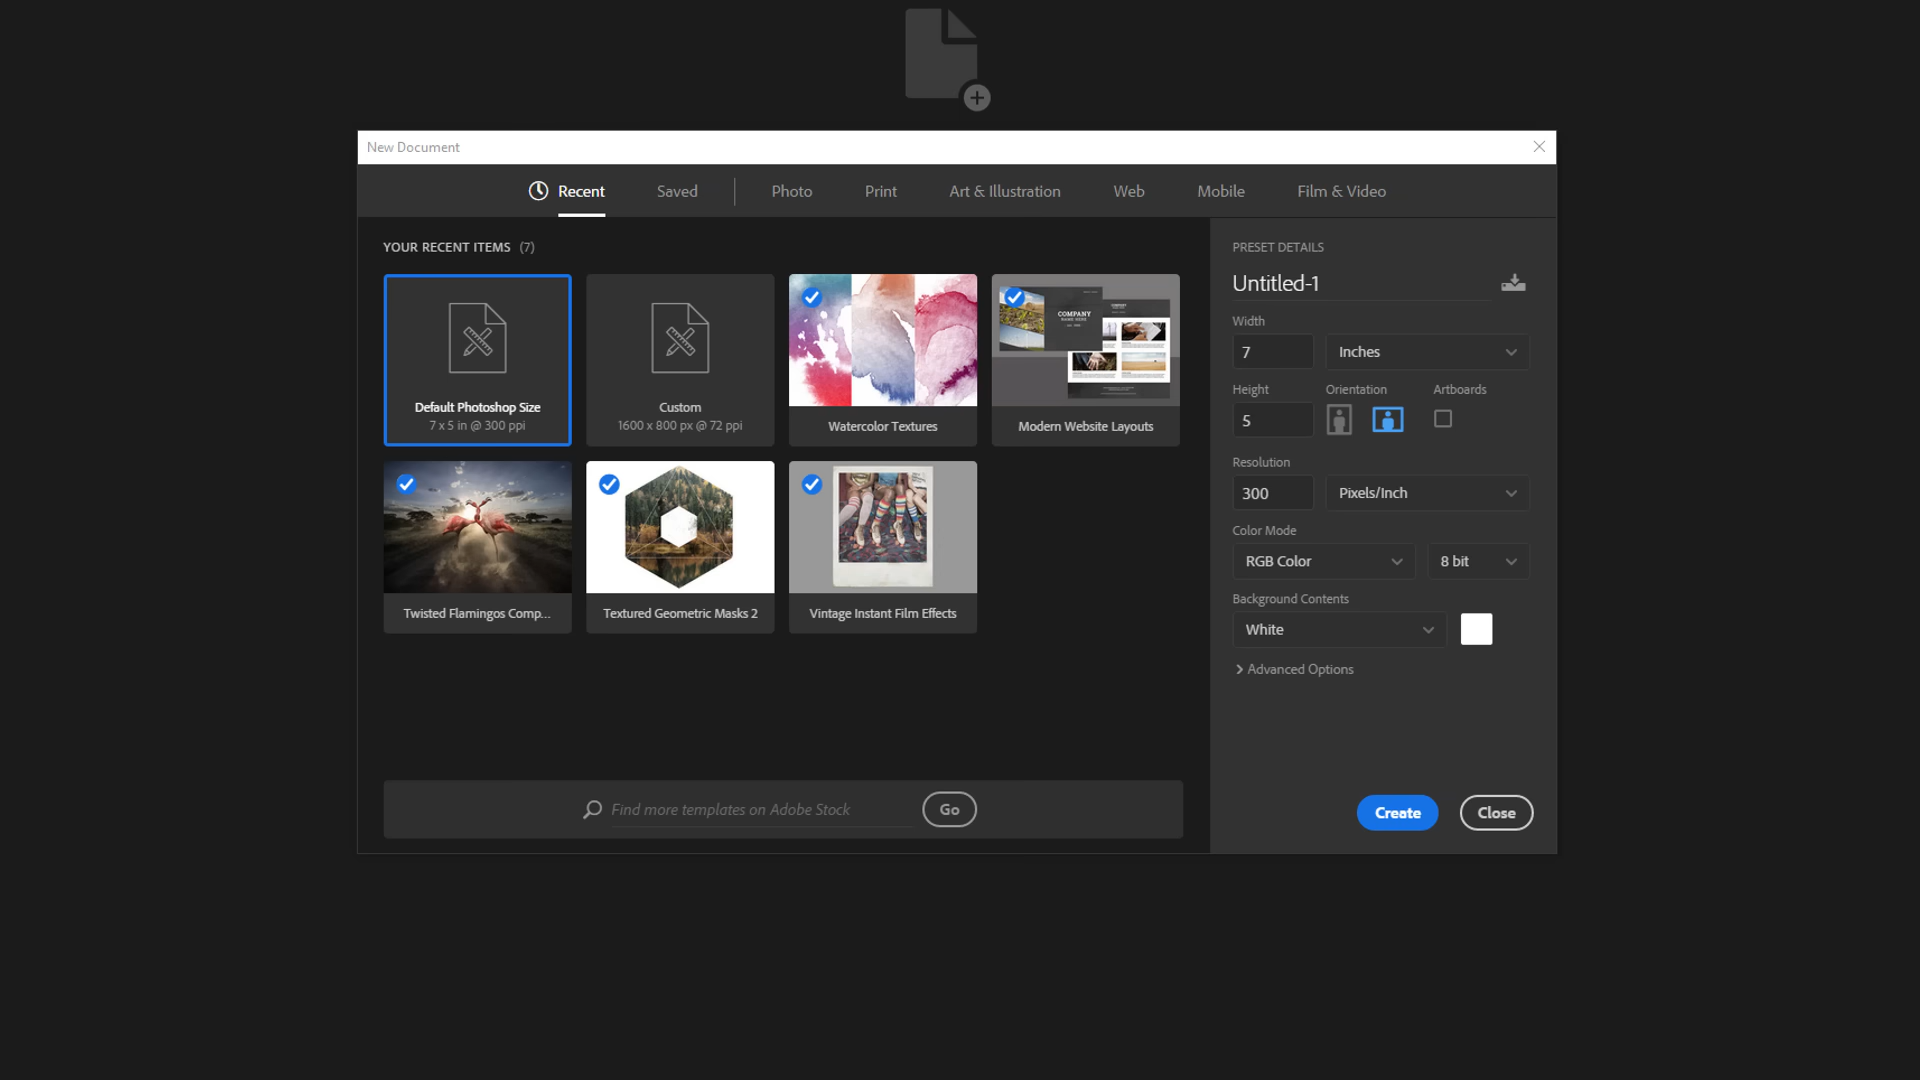 New Document
Recent Saved Photo Print Art & Illustration Web Mobile Film & Video
YOUR RECENT ITEMS (7)
Default Photoshop Size
7 x 5 in @ 300 ppi
Custom
1600 x 800 px @ 72 ppi
COMPANY
NAME HERE
Watercolor Textures
Modern Website Layouts
Twisted Flamingos Comp...
Textured Geometric Masks 2
Vintage Instant Film Effects
Find more templates on Adobe Stock
Go
PRESET DETAILS
Untitled-1
Width
7 Inches
Height Orientation Artboards
5
Resolution
300 Pixels/Inch
Color Mode
RGB Color 8 bit
Background Contents
White
Advanced Options
Create Close